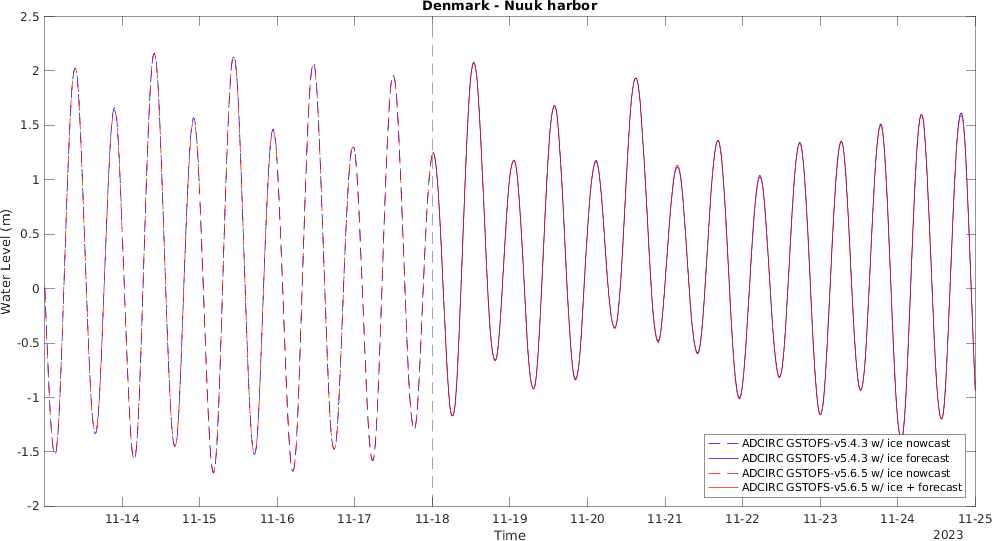 Denmark - Nuuk harbor
2.5
2
1.5
1
0.5
0
-0.5
-1
-1.5
-2
Water Level (m)
11-14 11-15 11-16 11-17 11-18 11-19 11-20 11-21 11-22 11-23 11-24 11-25
Time
2023
ADCIRC GSTOFS-v5.4.3 w/ ice nowcast
ADCIRC GSTOFS-v5.4.3 w/ ice forecast
ADCIRC GSTOFS-v5.6.5 w/ ice nowcast
ADCIRC GSTOFS-v5.6.5 w/ ice + forecast